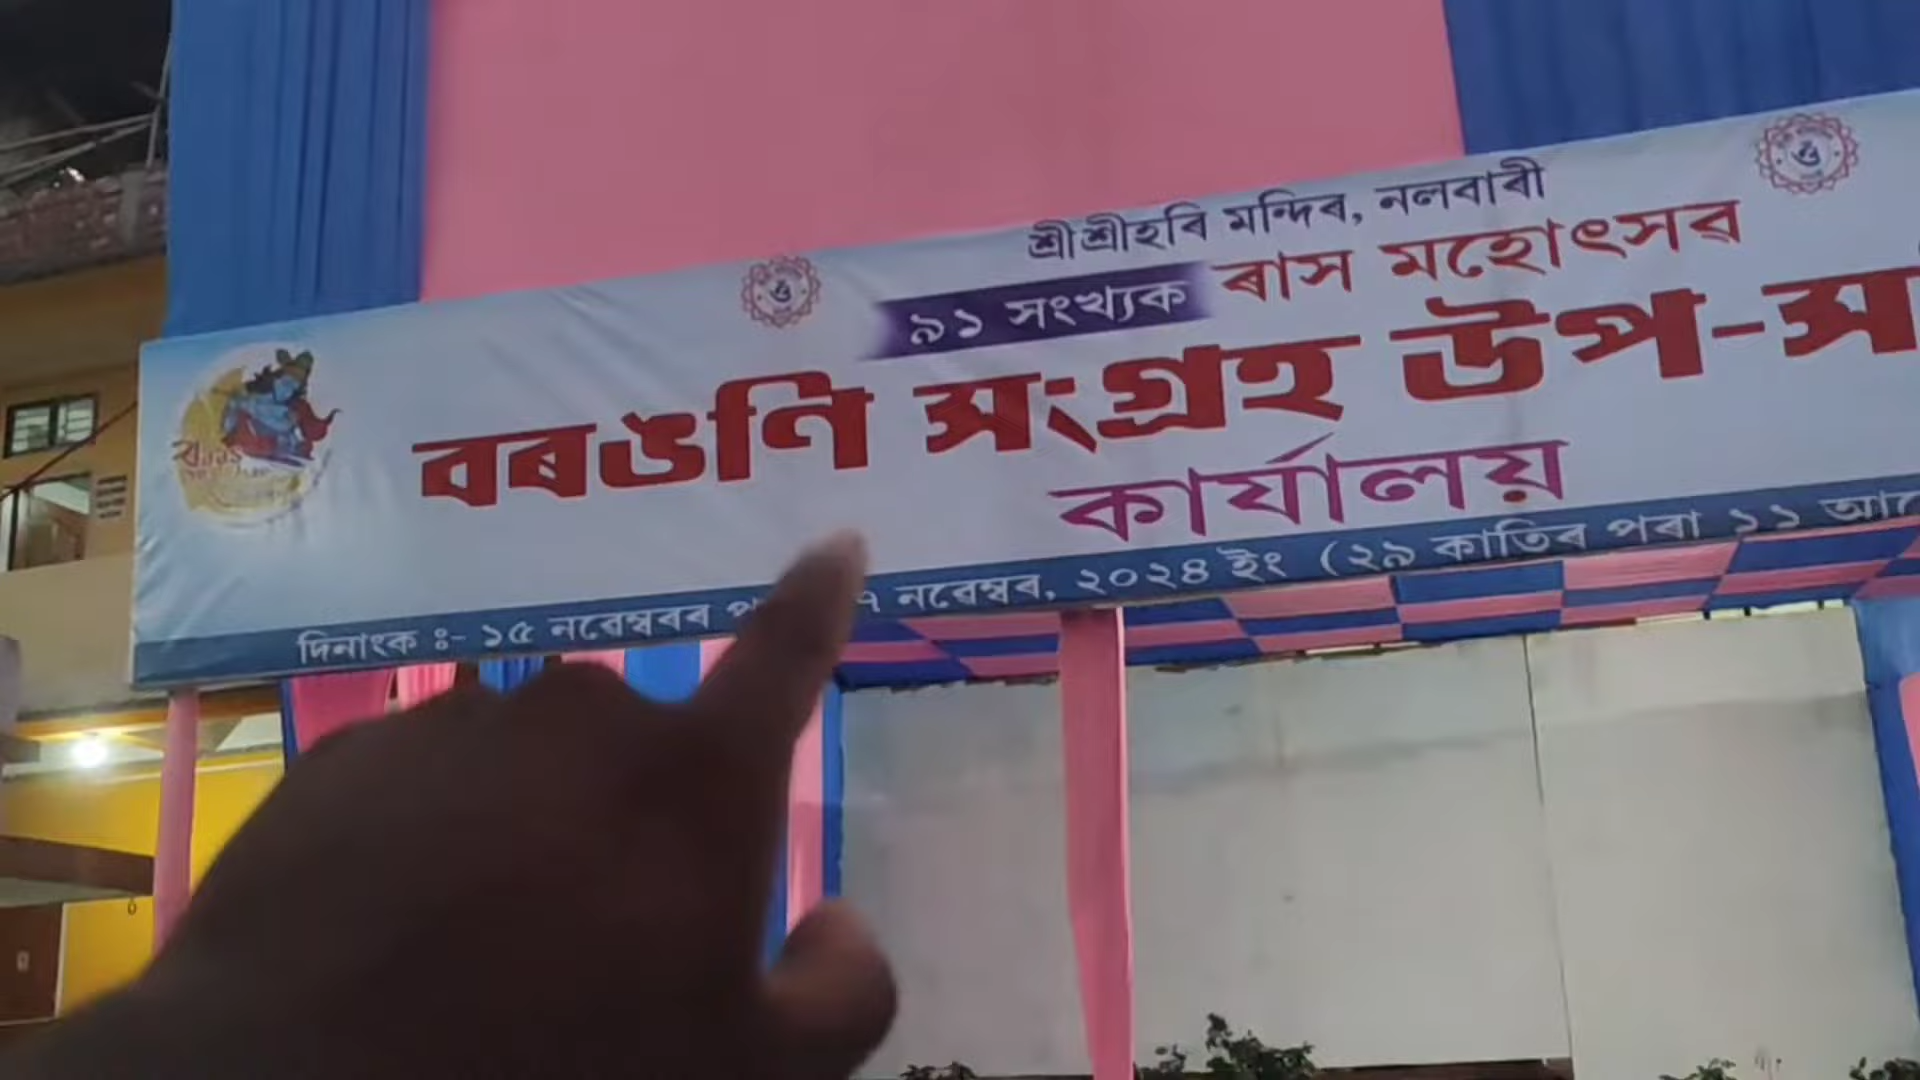 শ্ৰীশ্ৰীহৰি মন্দিৰ, নলবাৰী
৯১ সংখ্যক ৰাস মহোৎসৱ
বৰঙণি সংগ্ৰহ উপ-স
কাৰ্যালয়
দিনাংক ঃ- ১৫ নৱেম্বৰৰ নৱেম্বৰ, ২০২৪ ইং (২৯ কাতিৰ পৰা ১১